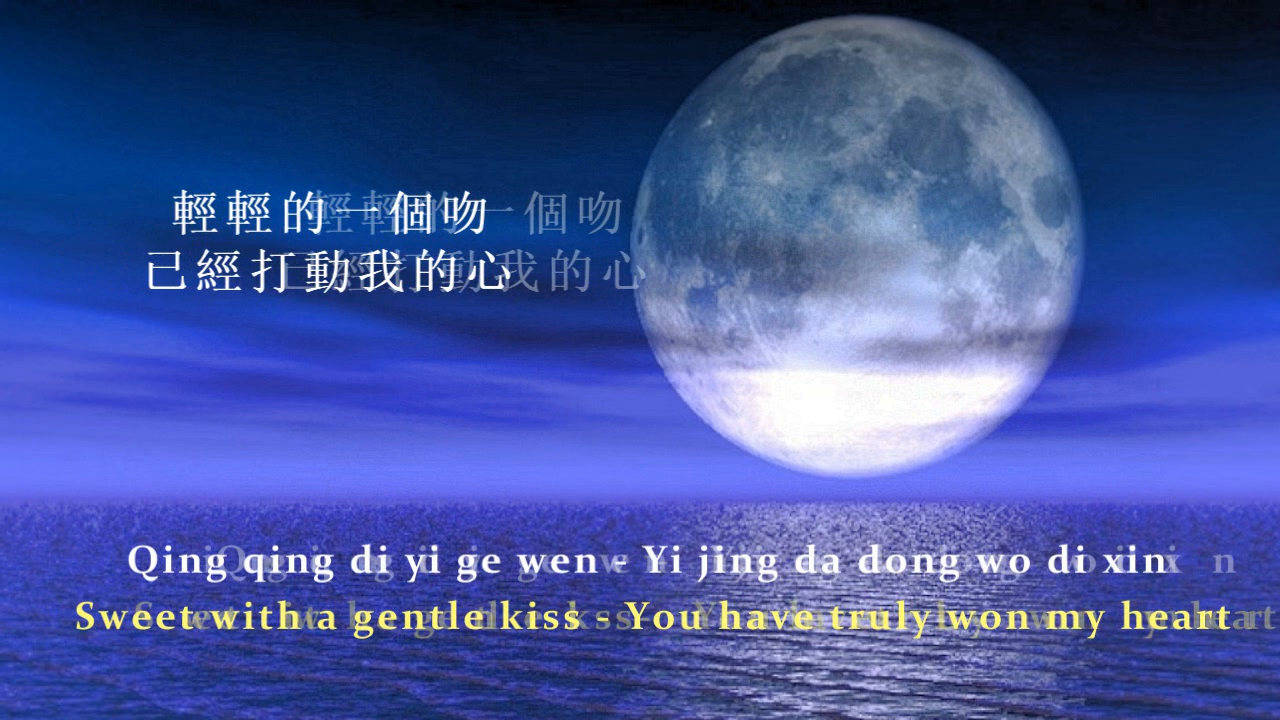 輕輕的一個吻
已經打動我的心
Qing qing di yi ge wen - Yi jing da dong wo di xin
Sweet with a gentle kiss - You have truly won my heart